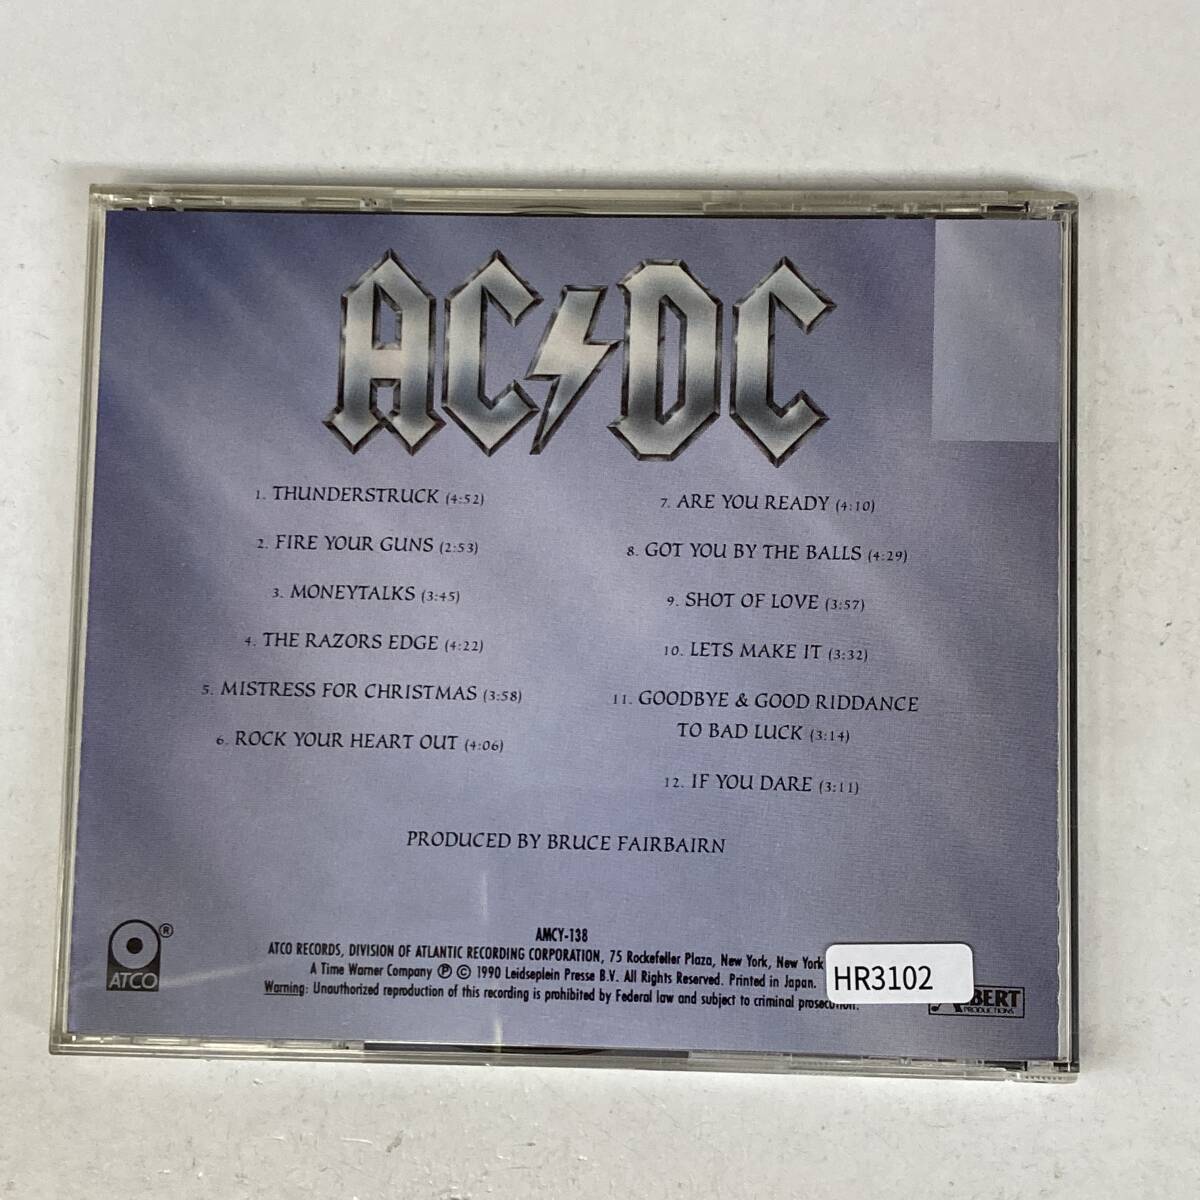 AC DC
1. THUNDERSTRUCK (4:52)
2. FIRE YOUR GUNS (2:53)
3. MONEYTALKS (3:45)
4. THE RAZORS EDGE (4:22)
5. MISTRESS FOR CHRISTMAS (3:58)
6. ROCK YOUR HEART OUT (4:06)
7. ARE YOU READY (4:10)
8. GOT YOU BY THE BALLS (4:29)
9. SHOT OF LOVE (3:57)
10. LETS MAKE IT (3:32)
11. GOODBYE & GOOD RIDDANCE
TO BAD LUCK (3:14)
12. IF YOU DARE (3:11)
PRODUCED BY BRUCE FAIRBAIRN
®
ATCO
AMCY-138
ATCO RECORDS, DIVISION OF ATLANTIC RECORDING CORPORATION, 75 Rockefeller Plaza, New York, New York
A Time Warner Company ℗ © 1990 Leidseplein Presse B.V. All Rights Reserved. Printed in Japan.
Warning: Unauthorized reproduction of this recording is prohibited by Federal law and subject to criminal prosecution.
HR3102
BERT
PRODUCTIONS